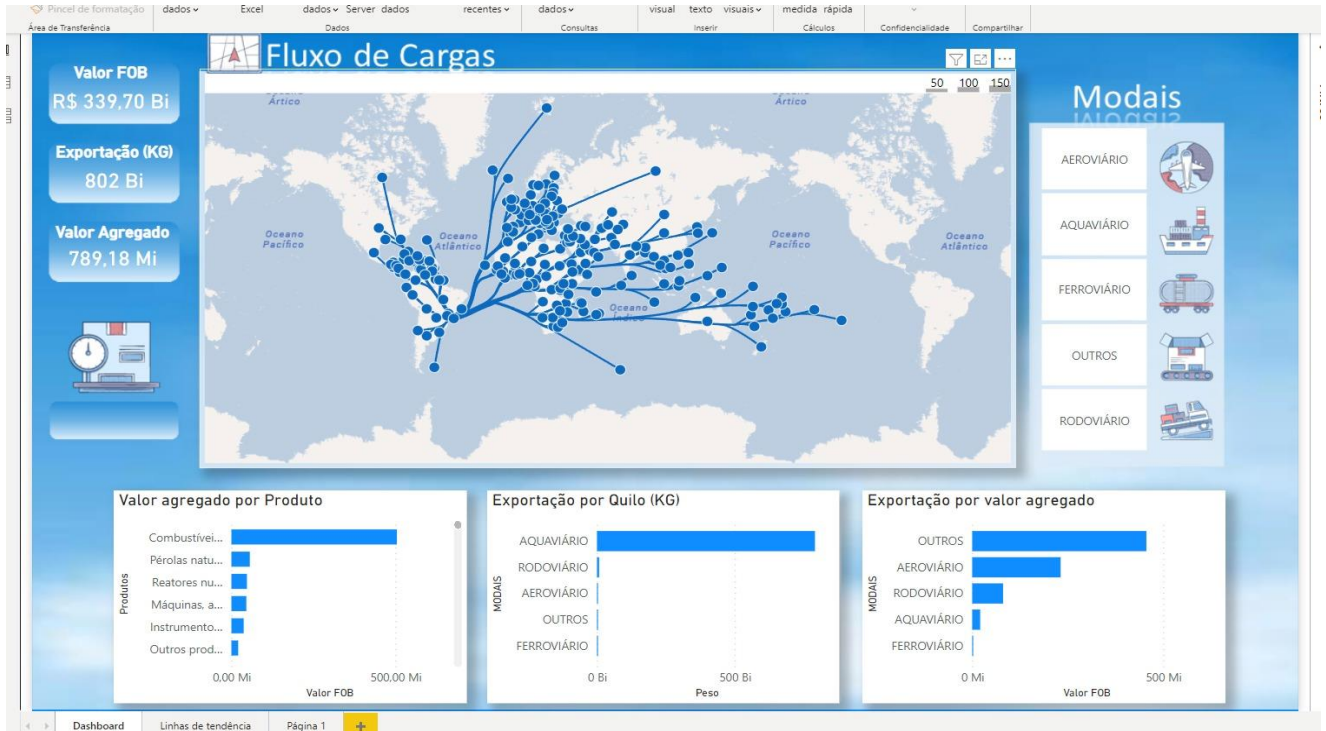 Pincel de formatação
dados
Excel
dados
Server
dados
recentes
dados
visual
texto
visuais
medida
rápida
Área de Transferência
Dados
Consultas
Inserir
Cálculos
Confidencialidade
Compartilhar
Fluxo de Cargas
Valor FOB
R$ 339,70 Bi
Exportação (KG)
802 Bi
Valor Agregado
789,18 Mi
50 100 150
Oceano
Ártico
Oceano
Ártico
Oceano
Pacífico
Oceano
Atlântico
Oceano
Pacífico
Oceano
Atlântico
Oceano
Índico
Modais
AEROVIÁRIO
AQUAVIÁRIO
FERROVIÁRIO
OUTROS
RODOVIÁRIO
Valor agregado por Produto
Produtos
Combustívei...
Pérolas natu...
Reatores nu...
Máquinas, a...
Instrumento...
Outros prod...
0,00 Mi
500,00 Mi
Valor FOB
Exportação por Quilo (KG)
MODAIS
AQUAVIÁRIO
RODOVIÁRIO
AEROVIÁRIO
OUTROS
FERROVIÁRIO
0 Bi
500 Bi
Peso
Exportação por valor agregado
MODAIS
OUTROS
AEROVIÁRIO
RODOVIÁRIO
AQUAVIÁRIO
FERROVIÁRIO
0 Mi
500 Mi
Valor FOB
Dashboard
Linhas de tendência
Página 1